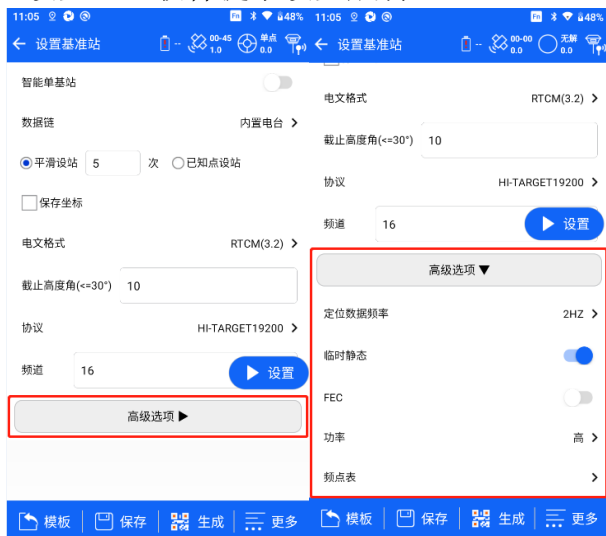 11:05 48%
设置基准站 -- 00-45 1.0 单点 0.0
智能单基站
数据链 内置电台
平滑设站 5 次 已知点设站
保存坐标
电文格式 RTCM(3.2)
截止高度角(<=30°) 10
协议 HI-TARGET19200
频道 16 设置
高级选项▶
模板 保存 生成 更多
11:05 48%
设置基准站 -- 00-00 0.0 无解 0.0
电文格式 RTCM(3.2)
截止高度角(<=30°) 10
协议 HI-TARGET19200
频道 16 设置
高级选项▼
定位数据频率 2HZ
临时静态
FEC
功率 高
频点表
模板 保存 生成 更多